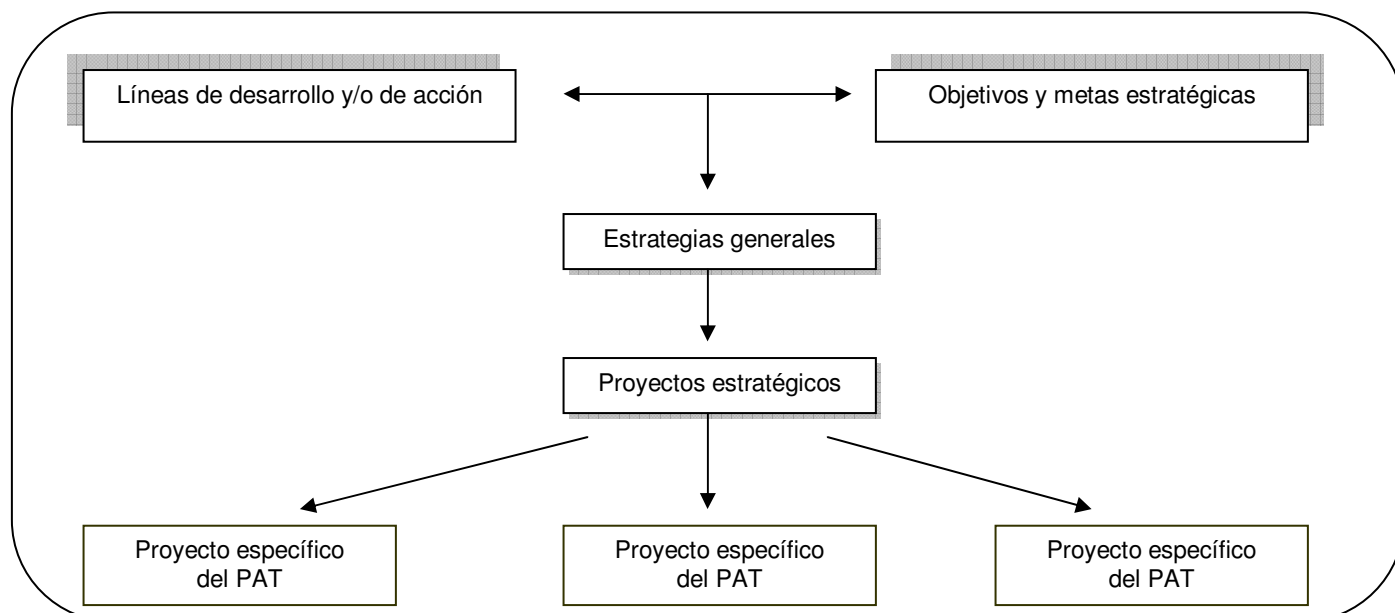 Líneas de desarrollo y/o de acción
Objetivos y metas estratégicas
Estrategias generales
Proyectos estratégicos
Proyecto específico
del PAT
Proyecto específico
del PAT
Proyecto específico
del PAT